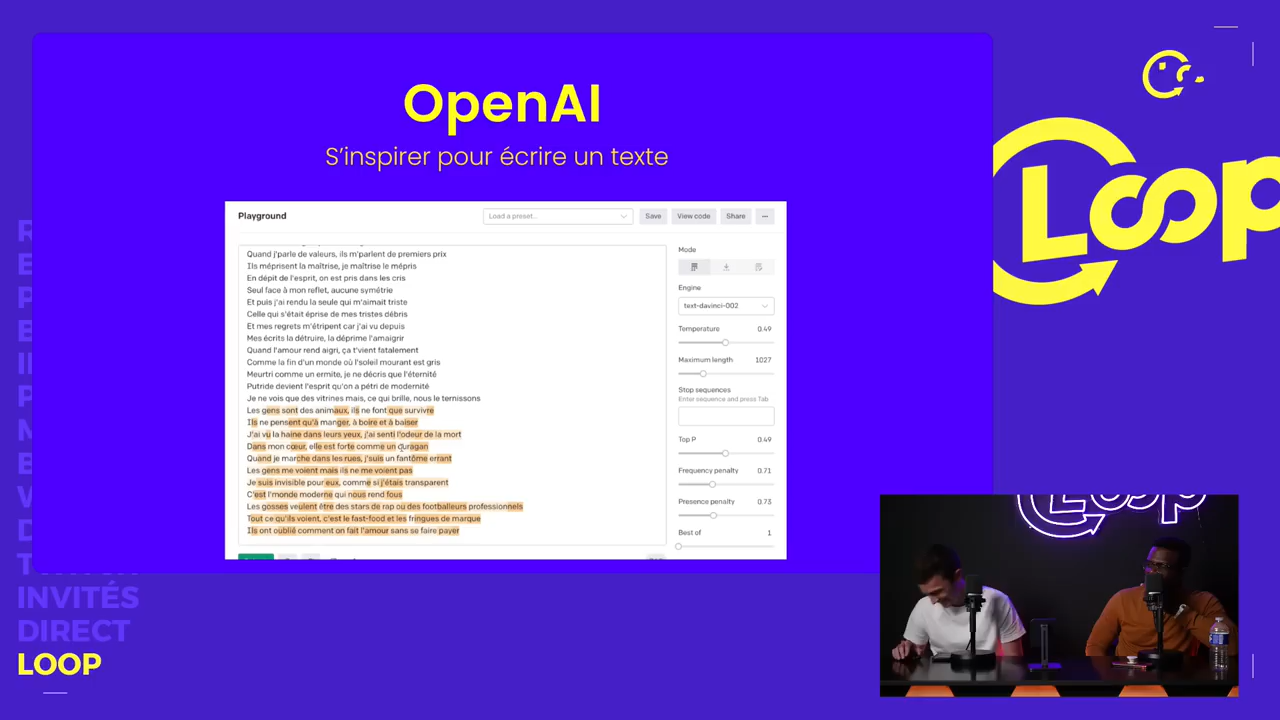 OpenAI
S'inspirer pour écrire un texte
Loop
Playground
Load a preset...
Save
View code
Share
...
Quand j'parle de valeurs, ils m'parlent de premiers prix
Ils méprisent la maîtrise, je maîtrise le mépris
En dépit de l'esprit, on est pris dans les cris
Seul face à mon reflet, aucune symétrie
Et puis j'ai rendu la seule qui m'aimait triste
Celle qui s'était éprise de mes tristes débris
Et mes regrets m'étripent car j'ai vu depuis
Mes écrits la détruire, la déprime l'amaigrir
Quand l'amour rend aigri, ça t'vient fatalement
Comme la fin d'un monde où l'soleil mourant est gris
Meurtri comme un ermite, je ne décris que l'éternité
Putride devient l'esprit qu'on a pétri de modernité
Je ne vois que des vitrines mais, ce qui brille, nous le ternissons
Les gens sont des animaux, ils ne font que survivre
Ils ne pensent qu'à manger, à boire et à baiser
J'ai vu la haine dans leurs yeux, j'ai senti l'odeur de la mort
Dans mon cœur, elle est forte comme un ouragan
Quand je marche dans les rues, j'suis un fantôme errant
Les gens me voient mais ils ne me voient pas
Je suis invisible pour eux, comme si j'étais transparent
C'est l'monde moderne qui nous rend fous
Les gosses veulent être des stars de rap ou des footballeurs professionnels
Tout ce qu'ils voient, c'est le fast-food et les fringues de marque
Ils ont oublié comment on fait l'amour sans se faire payer
Mode
Engine
text-davinci-002
Temperature 0.49
Maximum length 1027
Stop sequences
Enter sequence and press Tab
Top P 0.49
Frequency penalty 0.71
Presence penalty 0.73
Best of 1
INVITÉS
DIRECT
LOOP
Loop